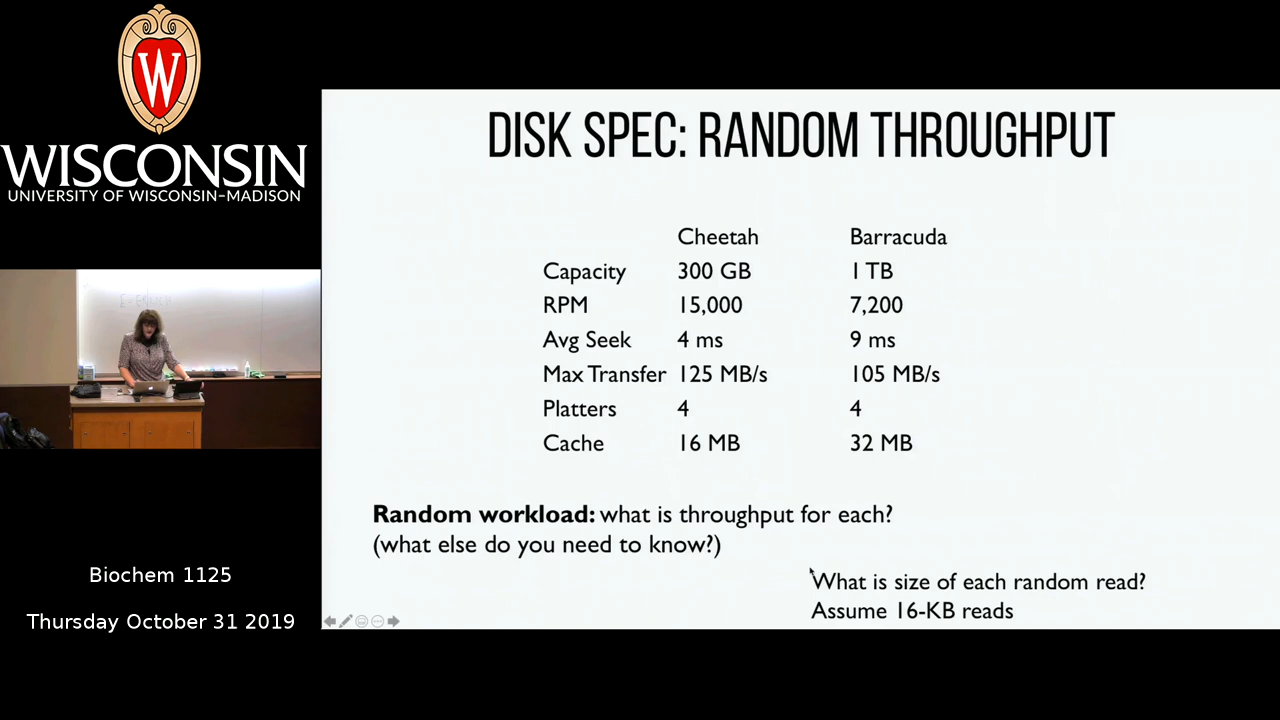 W
WISCONSIN
UNIVERSITY OF WISCONSIN–MADISON
Biochem 1125
Thursday October 31 2019
DISK SPEC: RANDOM THROUGHPUT
Cheetah Barracuda
Capacity 300 GB 1 TB
RPM 15,000 7,200
Avg Seek 4 ms 9 ms
Max Transfer 125 MB/s 105 MB/s
Platters 4 4
Cache 16 MB 32 MB
Random workload: what is throughput for each?
(what else do you need to know?)
What is size of each random read?
Assume 16-KB reads